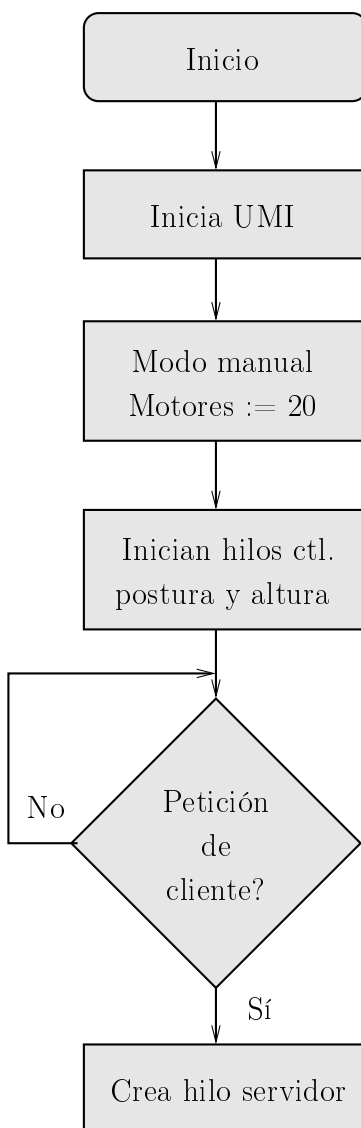 Inicio
Inicia UMI
Modo manual
Motores := 20
Inician hilos ctl.
postura y altura
Petición
de
cliente?
No
Sí
Crea hilo servidor